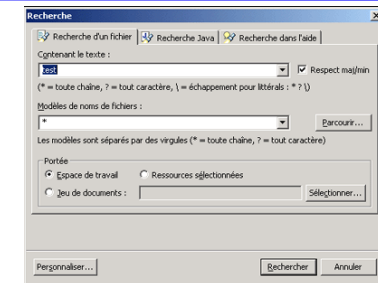 Recherche
Recherche d'un fichier Recherche Java Recherche dans l'aide
Contenant le texte :
test Respect maj/min
(* = toute chaîne, ? = tout caractère, \ = échappement pour littérals : * ? \)
Modèles de noms de fichiers :
* Parcourir...
Les modèles sont séparés par des virgules (* = toute chaîne, ? = tout caractère)
Portée
Espace de travail Ressources sélectionnées
Jeu de documents : Sélectionner...
Personnaliser... Rechercher Annuler